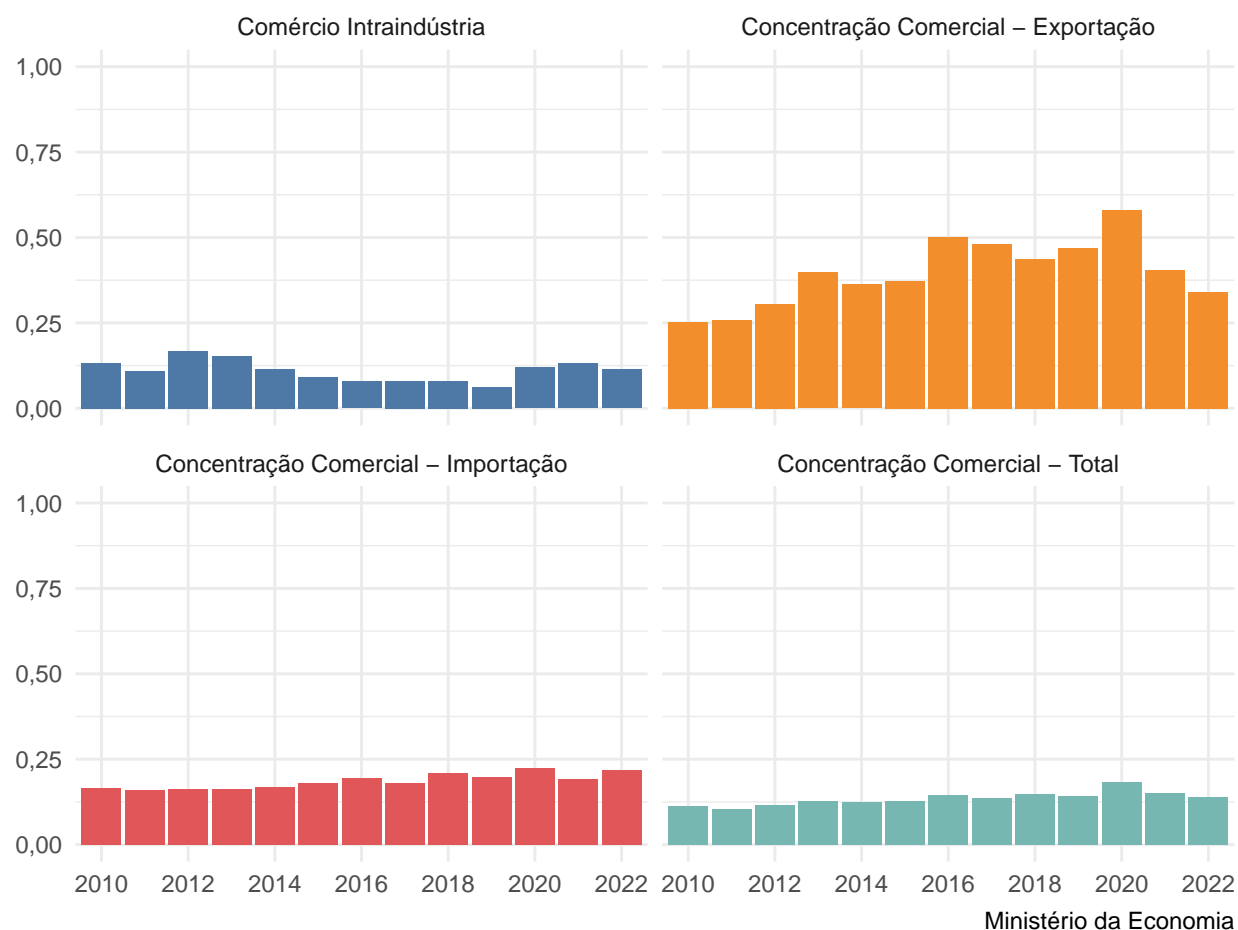 Comércio Intraindústria
Concentração Comercial – Exportação
1,00
0,75
0,50
0,25
0,00
Concentração Comercial – Importação
Concentração Comercial – Total
1,00
0,75
0,50
0,25
0,00
2010 2012 2014 2016 2018 2020 2022
2010 2012 2014 2016 2018 2020 2022
Ministério da Economia